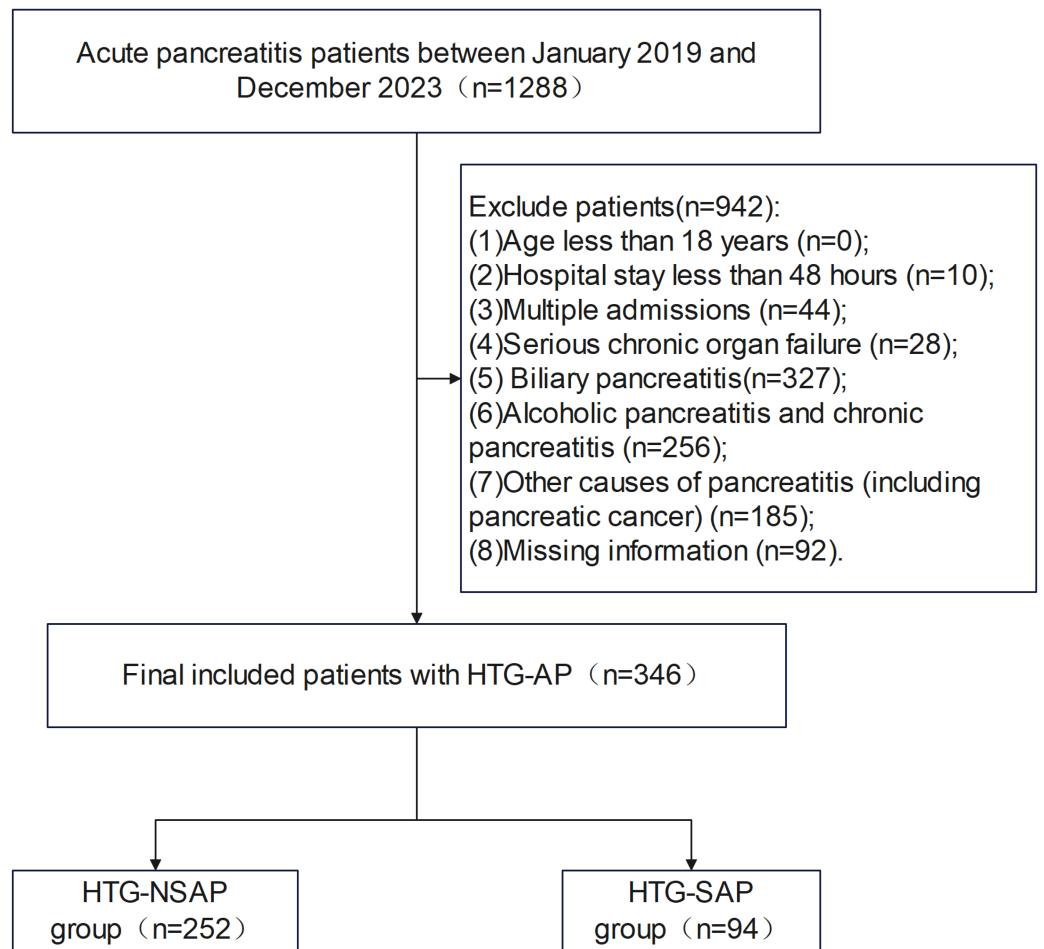 Acute pancreatitis patients between January 2019 and
December 2023（n=1288）
Exclude patients(n=942):
(1)Age less than 18 years (n=0);
(2)Hospital stay less than 48 hours (n=10);
(3)Multiple admissions (n=44);
(4)Serious chronic organ failure (n=28);
(5) Biliary pancreatitis(n=327);
(6)Alcoholic pancreatitis and chronic
pancreatitis (n=256);
(7)Other causes of pancreatitis (including
pancreatic cancer) (n=185);
(8)Missing information (n=92).
Final included patients with HTG-AP（n=346）
HTG-NSAP
group（n=252）
HTG-SAP
group（n=94）